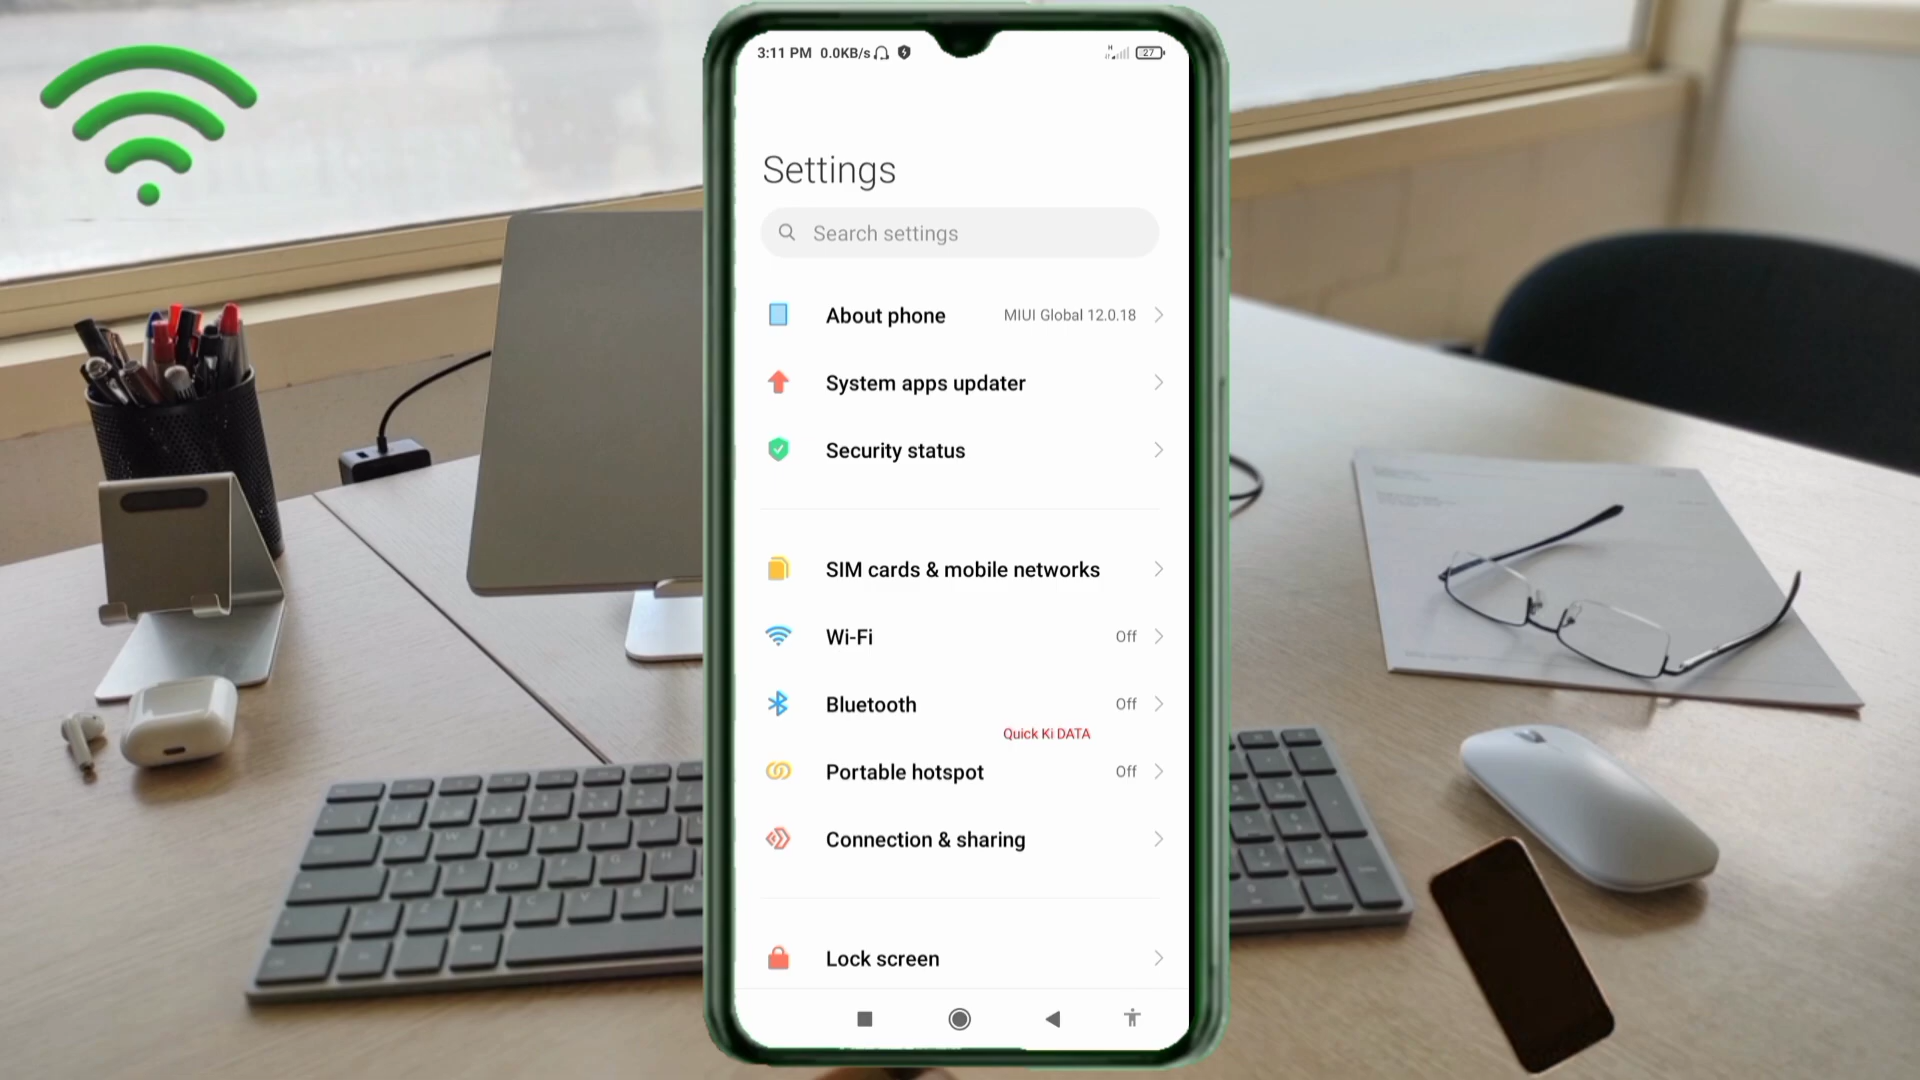 3:11 PM 0.0KB/s
H
27
Settings
Search settings
About phone MIUI Global 12.0.18
System apps updater
Security status
SIM cards & mobile networks
Wi-Fi Off
Bluetooth Off
Quick Ki DATA
Portable hotspot Off
Connection & sharing
Lock screen